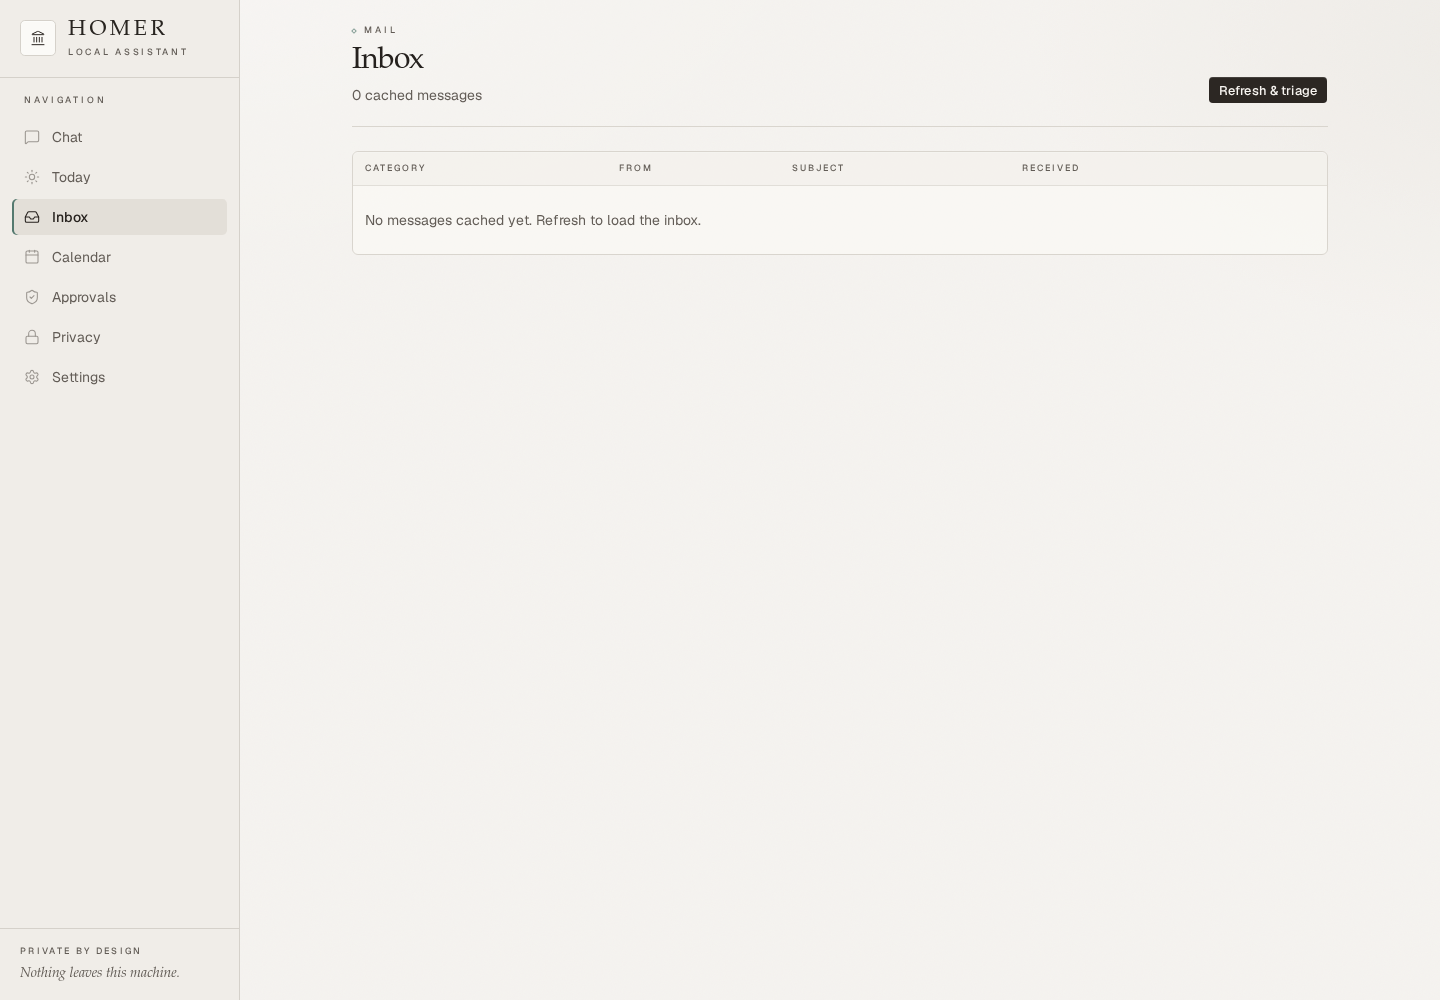 HOMER
LOCAL ASSISTANT
NAVIGATION
Chat
Today
Inbox
Calendar
Approvals
Privacy
Settings
PRIVATE BY DESIGN
Nothing leaves this machine.
MAIL
Inbox
0 cached messages
Refresh & triage
CATEGORY FROM SUBJECT RECEIVED
No messages cached yet. Refresh to load the inbox.